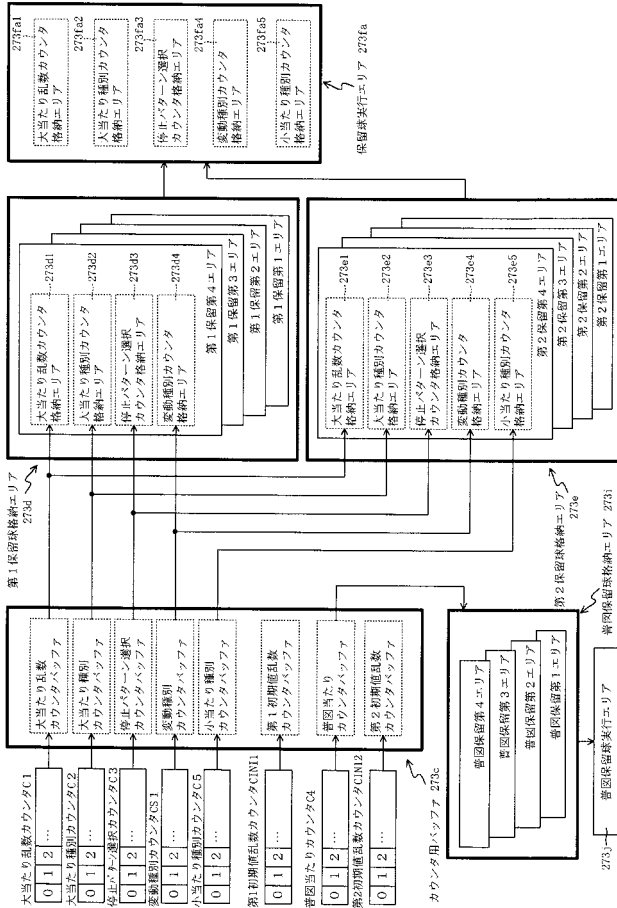 大当たり乱数カウンタC1
0 1 2 …
大当たり種別カウンタC2
0 1 2 …
停止パターン選択カウンタC3
0 1 2 …
変動種別カウンタCS1
0 1 2 …
小当たり種別カウンタC5
0 1 2 …
第1初期値乱数カウンタCINI1
0 1 2 …
普図当たりカウンタC4
0 1 2 …
第2初期値乱数カウンタCINI2
0 1 2 …
大当たり乱数
カウンタバッファ
大当たり種別
カウンタバッファ
停止パターン選択
カウンタバッファ
変動種別
カウンタバッファ
小当たり種別
カウンタバッファ
第1初期値乱数
カウンタバッファ
普図当たり
カウンタバッファ
第2初期値乱数
カウンタバッファ
カウンタ用バッファ 273c
第1保留球格納エリア
273d
大当たり乱数カウンタ
格納エリア
273d1
大当たり種別カウンタ
格納エリア
273d2
停止パターン選択
カウンタ格納エリア
273d3
変動種別カウンタ
格納エリア
273d4
第1保留第4エリア
第1保留第3エリア
第1保留第2エリア
第1保留第1エリア
大当たり乱数カウンタ
格納エリア
273e1
大当たり種別カウンタ
格納エリア
273e2
停止パターン選択
カウンタ格納エリア
273e3
変動種別カウンタ
格納エリア
273e4
小当たり種別カウンタ
格納エリア
273e5
第2保留第4エリア
第2保留第3エリア
第2保留第2エリア
第2保留第1エリア
第2保留球格納エリア
273e
273fa1
大当たり乱数カウンタ
格納エリア
273fa2
大当たり種別カウンタ
格納エリア
273fa3
停止パターン選択
カウンタ格納エリア
273fa4
変動種別カウンタ
格納エリア
273fa5
小当たり種別カウンタ
格納エリア
保留球実行エリア 273fa
普図保留第4エリア
普図保留第3エリア
普図保留第2エリア
普図保留第1エリア
普図保留球格納エリア 273i
普図保留球実行エリア
273j